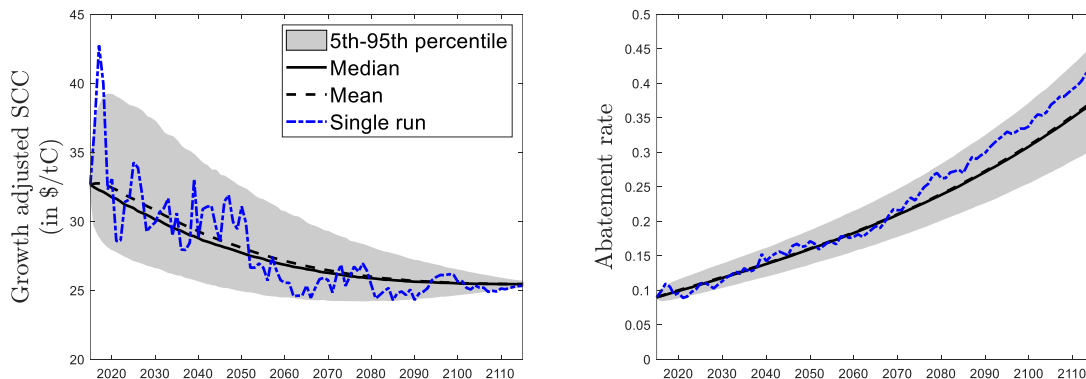 45
40
35
30
25
20
Growth adjusted SCC
(in $/tC)
5th-95th percentile
Median
Mean
Single run
2020 2030 2040 2050 2060 2070 2080 2090 2100 2110
0.5
0.45
0.4
0.35
0.3
0.25
0.2
0.15
0.1
0.05
0
Abatement rate
2020 2030 2040 2050 2060 2070 2080 2090 2100 2110